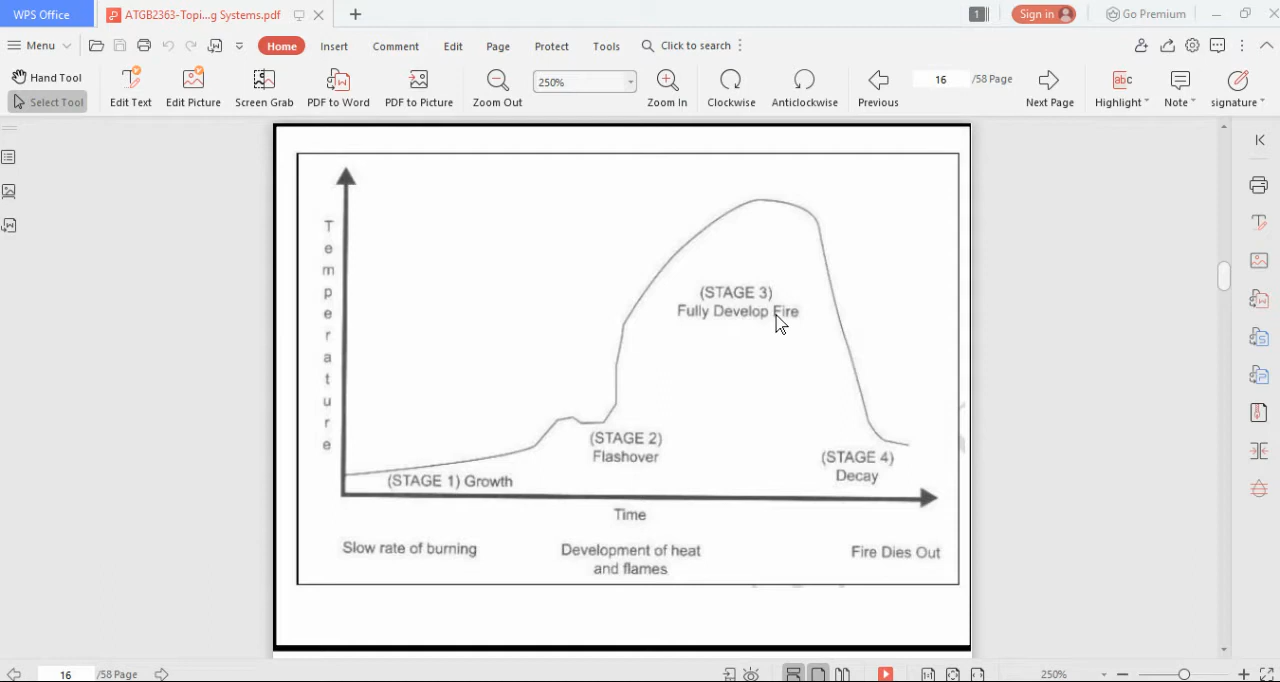 WPS Office
ATGB2363-Topi...g Systems.pdf
1
Sign in
Go Premium
Menu
Home
Insert
Comment
Edit
Page
Protect
Tools
Click to search
Hand Tool
Select Tool
Edit Text
Edit Picture
Screen Grab
PDF to Word
PDF to Picture
Zoom Out
250%
Zoom In
Clockwise
Anticlockwise
Previous
16 /58 Page
Next Page
abc
Highlight
Note
signature
Temperature
(STAGE 3)
Fully Develop Fire
(STAGE 2)
Flashover
(STAGE 4)
Decay
(STAGE 1) Growth
Time
Slow rate of burning
Development of heat
and flames
Fire Dies Out
16 /58 Page
250%